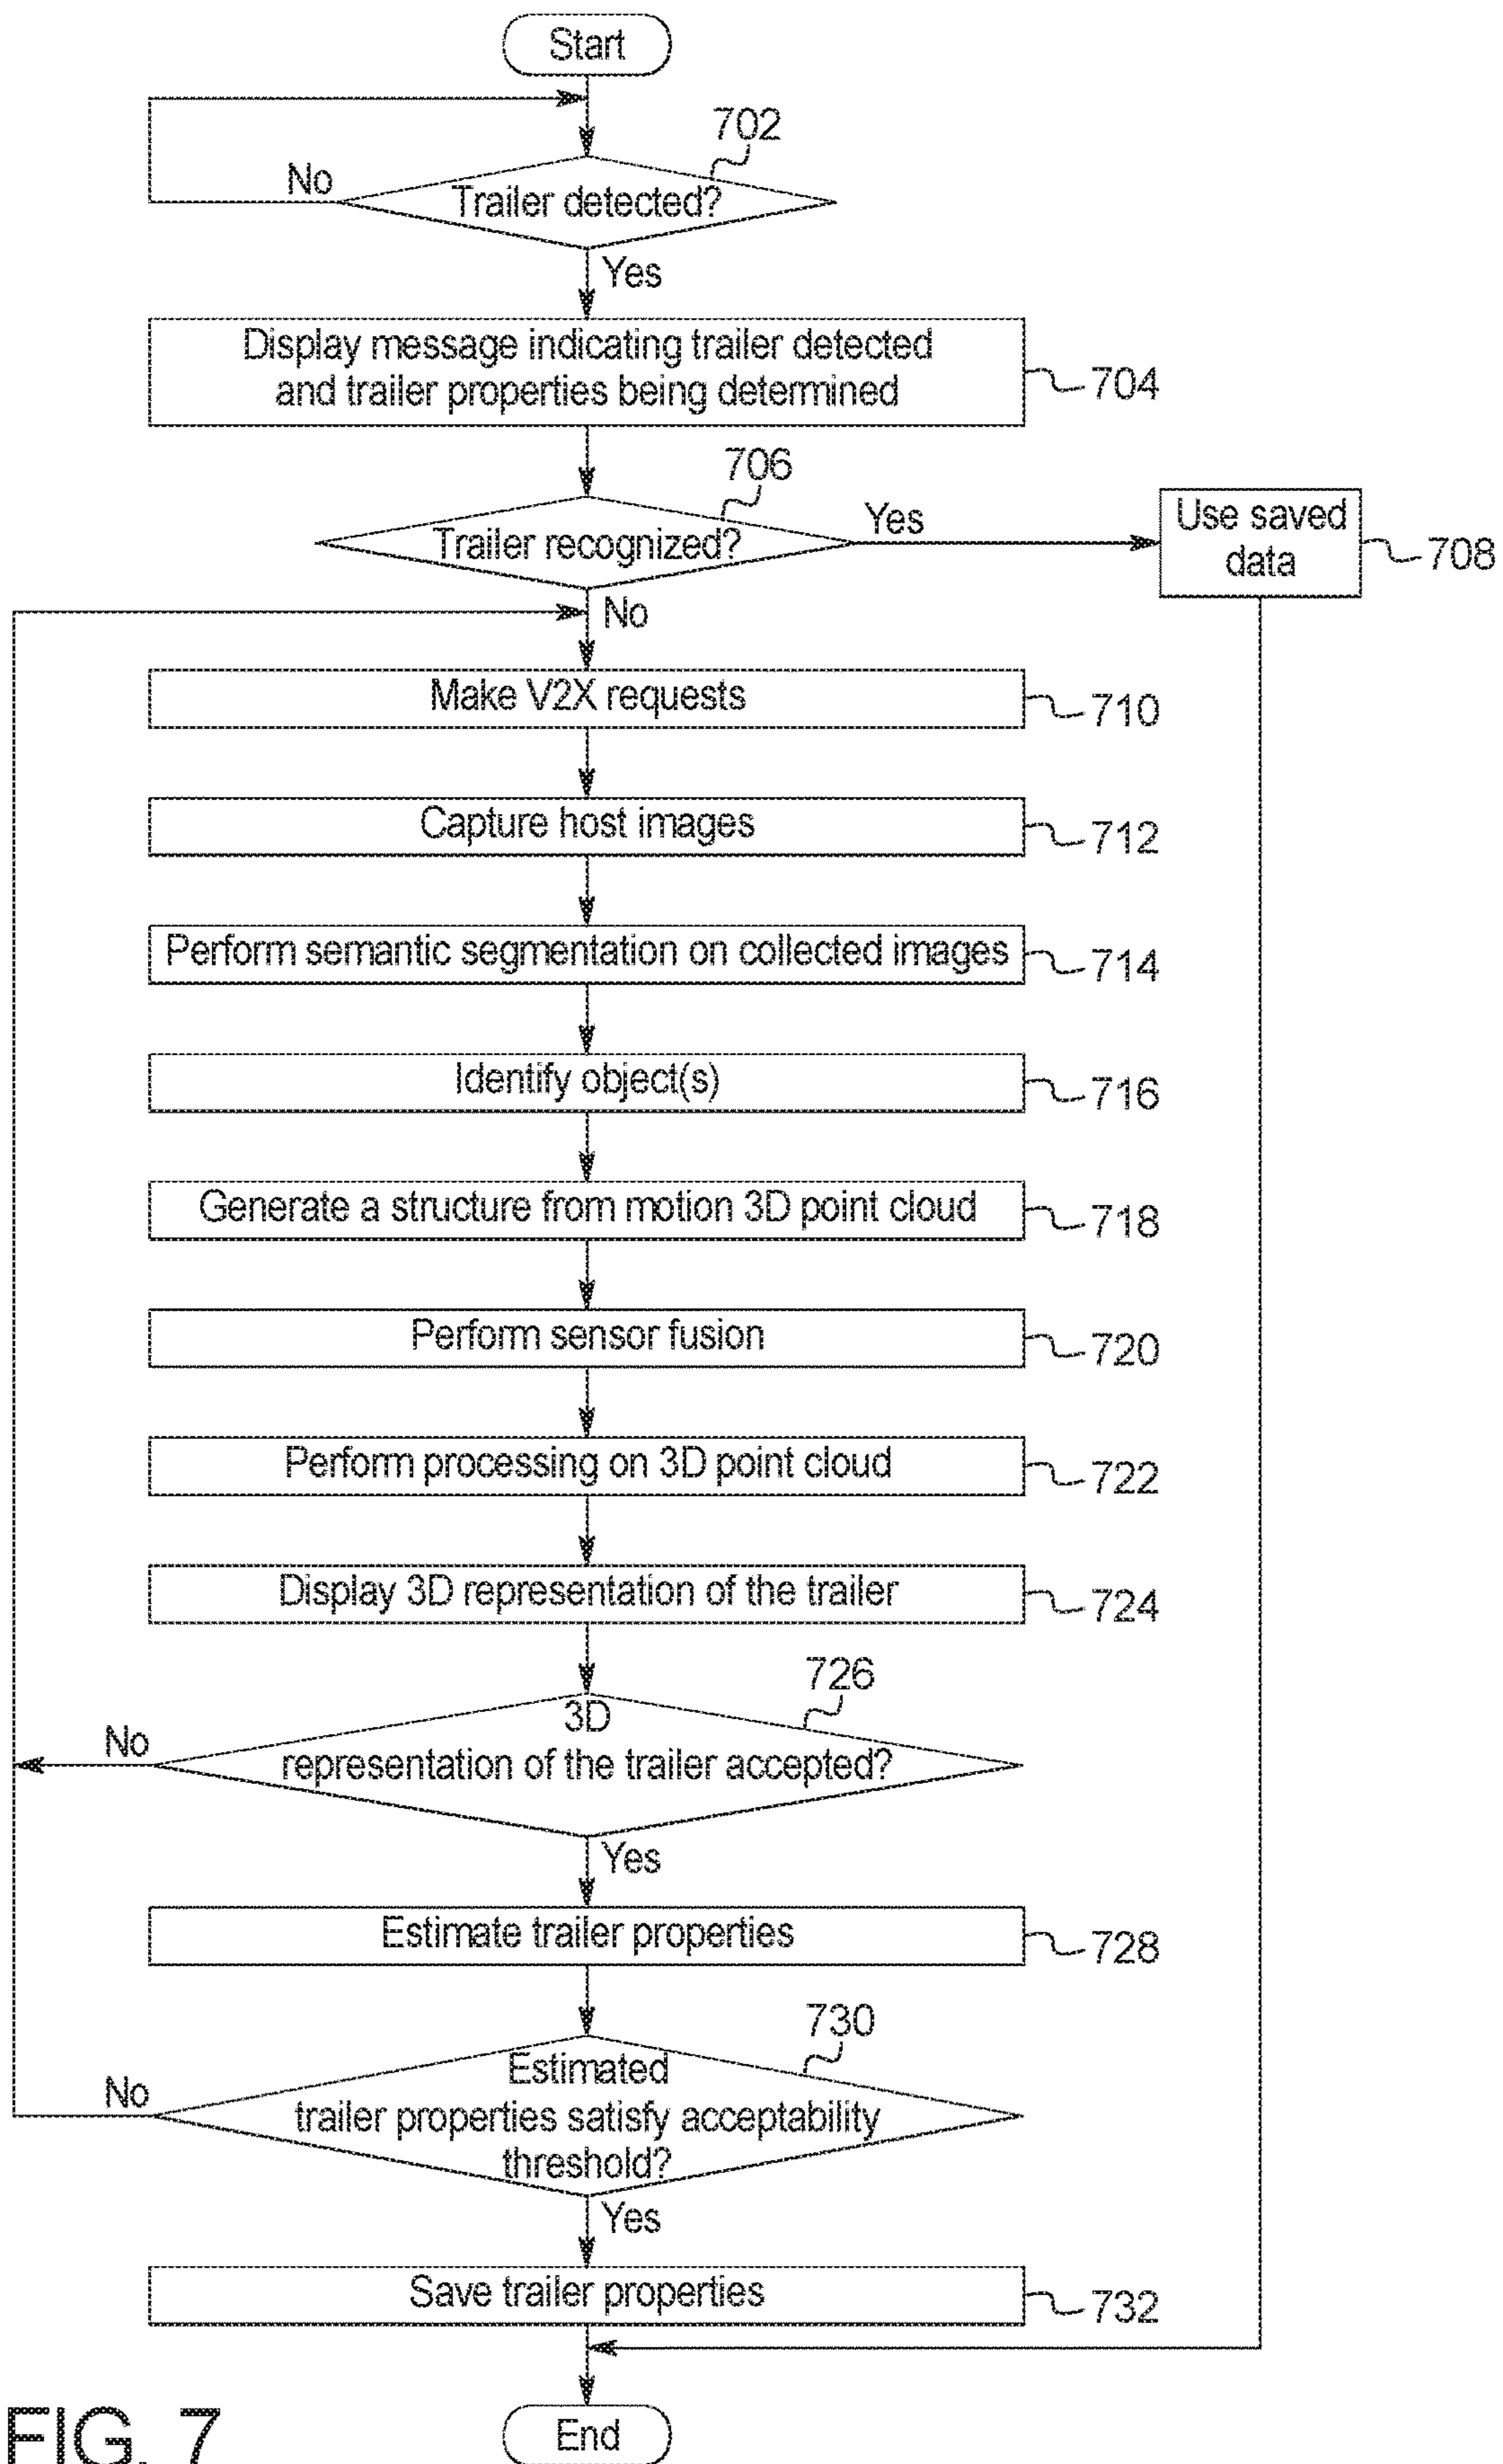 Start
702
No
Trailer detected?
Yes
Display message indicating trailer detected
and trailer properties being determined
704
706
Trailer recognized?
Yes
Use saved
data
708
No
Make V2X requests
710
Capture host images
712
Perform semantic segmentation on collected images
714
Identify object(s)
716
Generate a structure from motion 3D point cloud
718
Perform sensor fusion
720
Perform processing on 3D point cloud
722
Display 3D representation of the trailer
724
726
No
3D
representation of the trailer accepted?
Yes
Estimate trailer properties
728
730
No
Estimated
trailer properties satisfy acceptability
threshold?
Yes
Save trailer properties
732
End
FIG. 7